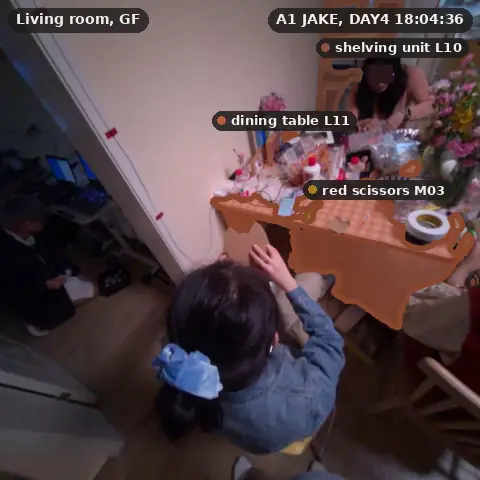 Living room, GF
A1 JAKE, DAY4 18:04:36
shelving unit L10
dining table L11
red scissors M03